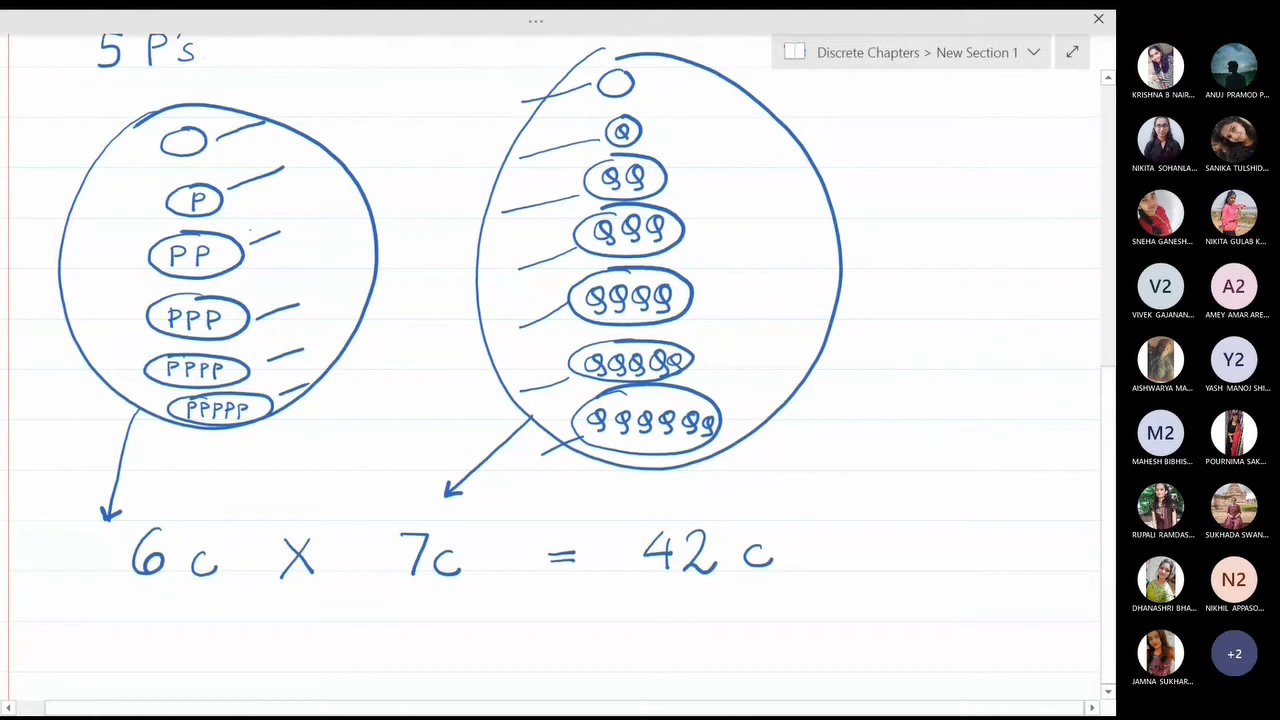 ...
Discrete Chapters > New Section 1
5 P's
P
PP
PPP
PPPP
PPPPP
Q
QQ
QQQ
QQQQ
QQQQQ
QQQQQQ
6 c X 7c = 42 c
KRISHNA B NAIR...
ANUJ PRAMOD P...
NIKITA SOHANLA...
SANIKA TULSHID...
SNEHA GANESH...
NIKITA GULAB K...
V2
A2
VIVEK GAJANAN...
AMEY AMAR ARE...
Y2
AISHWARYA MA...
YASH MANOJ SHI...
M2
MAHESH BIBHIS...
POURNIMA SAK...
RUPALI RAMDAS...
SUKHADA SWAN...
N2
DHANASHRI BHA...
NIKHIL APPASO...
+2
JAMNA SUKHAR...